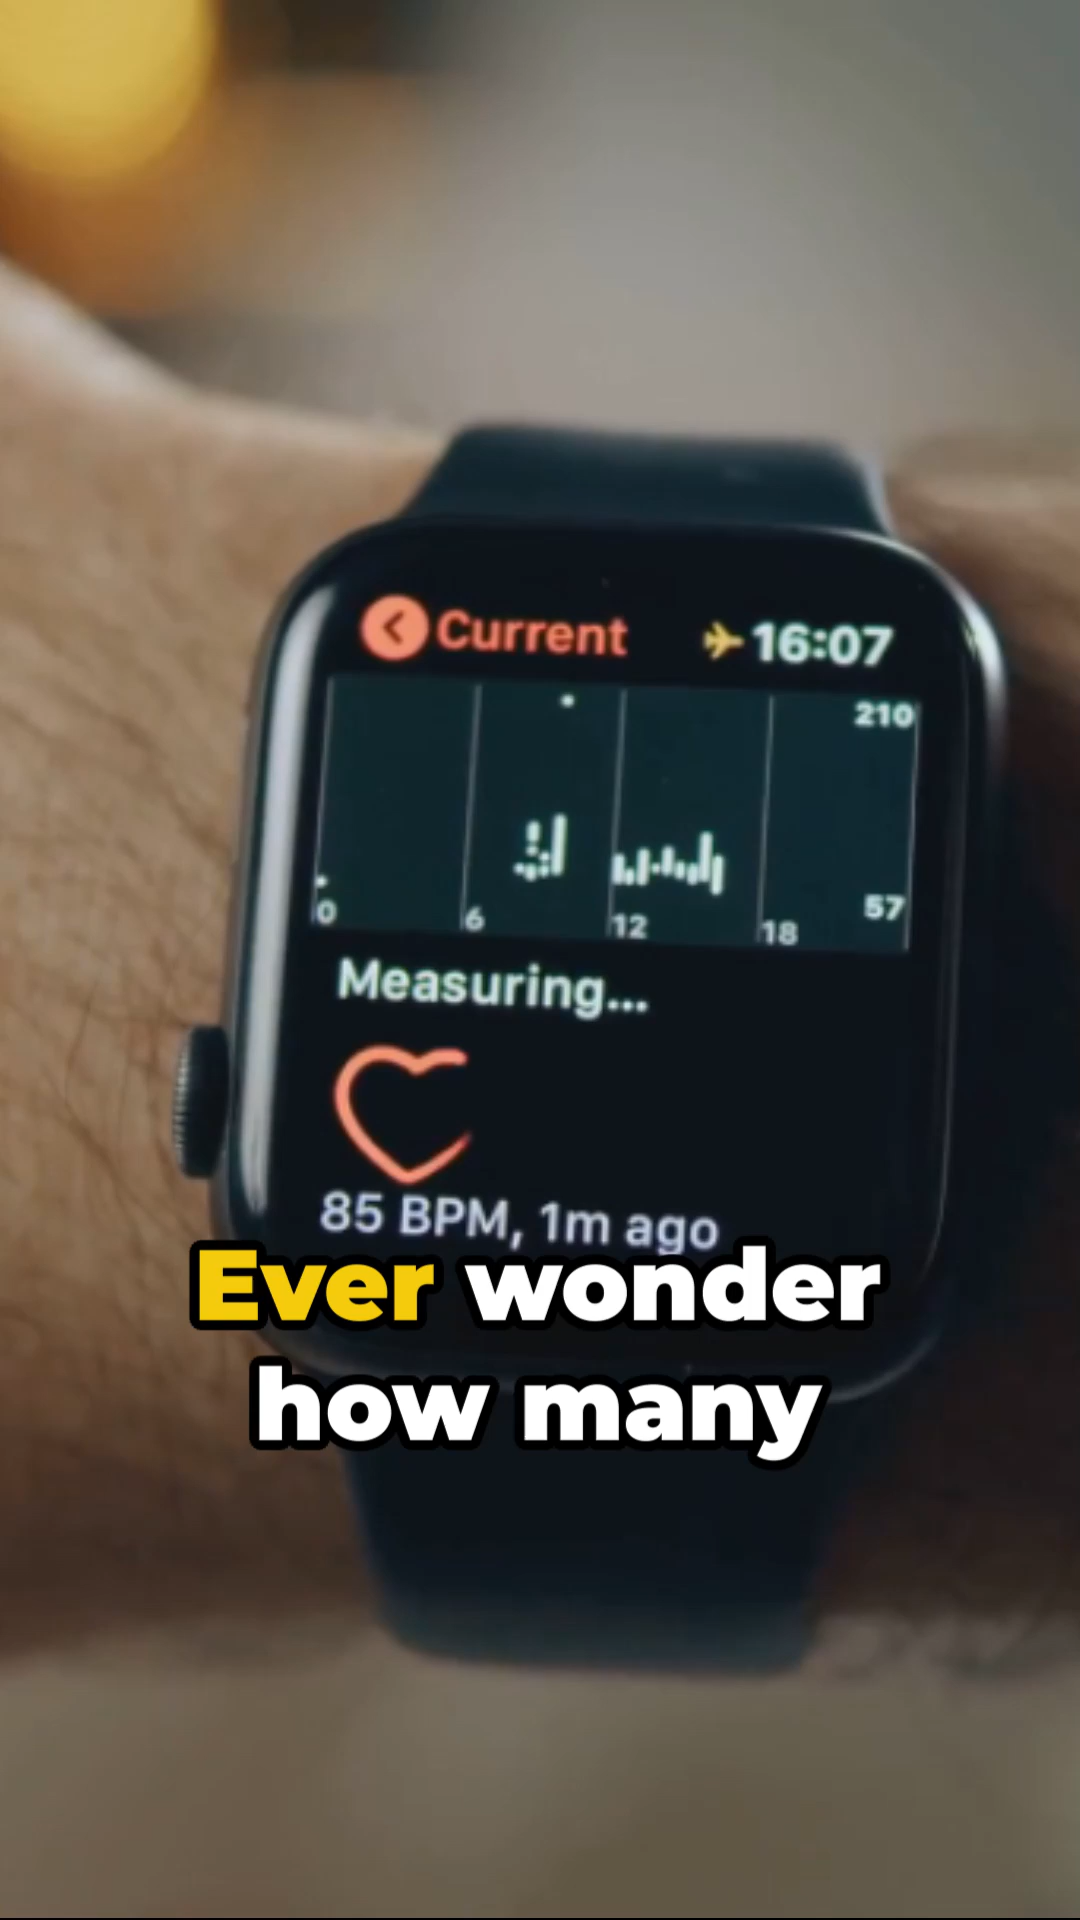 Current 16:07
210
57
0 6 12 18
Measuring...
85 BPM, 1m ago
Ever wonder
how many